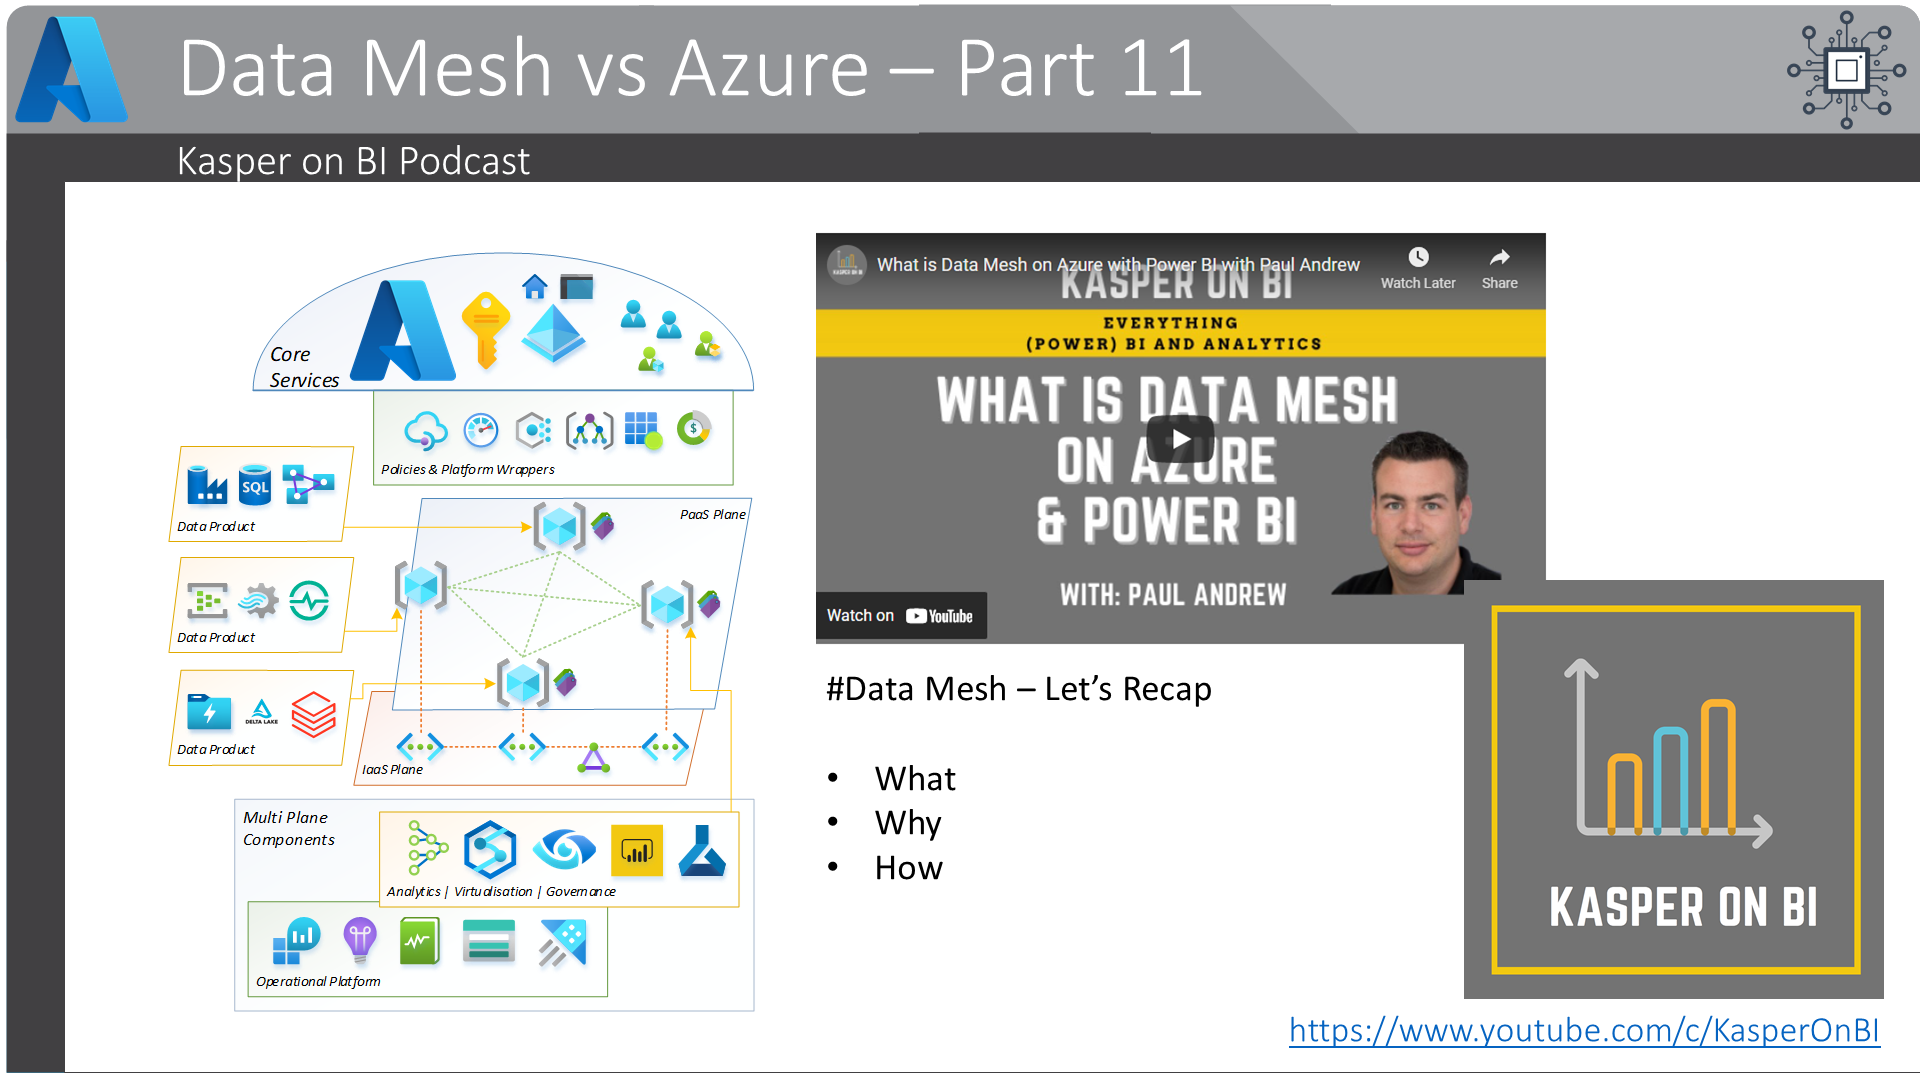 Data Mesh vs Azure – Part 11
Kasper on BI Podcast
Core
Services
Policies & Platform Wrappers
SQL
Data Product
PaaS Plane
Data Product
DELTA LAKE
Data Product
IaaS Plane
Multi Plane
Components
Analytics | Virtualisation | Governance
Operational Platform
KASPER ON BI
What is Data Mesh on Azure with Power BI with Paul Andrew
Watch Later
Share
KASPER ON BI
EVERYTHING
(POWER) BI AND ANALYTICS
WHAT IS DATA MESH
ON AZURE
& POWER BI
WITH: PAUL ANDREW
Watch on YouTube
#Data Mesh – Let’s Recap
• What
• Why
• How
KASPER ON BI
https://www.youtube.com/c/KasperOnBI